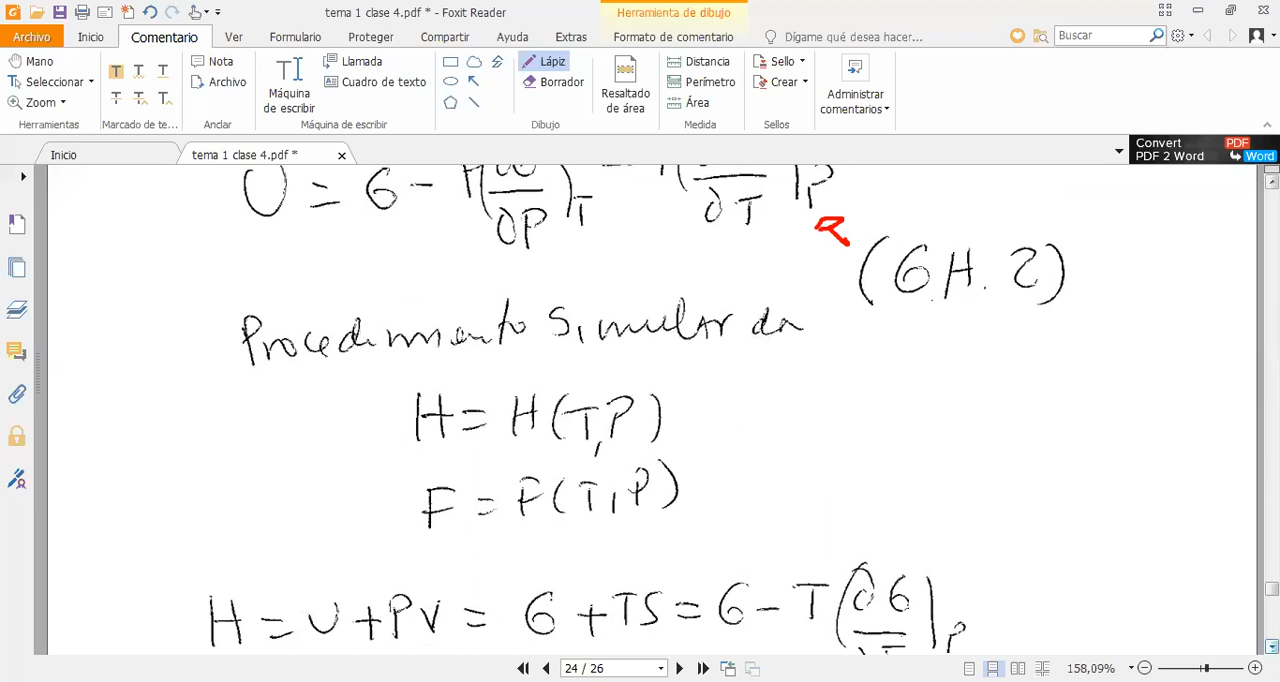 tema 1 clase 4.pdf * - Foxit Reader
Herramienta de dibujo
Archivo Inicio Comentario Ver Formulario Proteger Compartir Ayuda Extras Formato de comentario Dígame qué desea hacer... Buscar
Mano
Seleccionar
Zoom
Herramientas
T T T
T T T
Marcado de te...
Nota
Archivo
Anclar
Máquina de escribir
Llamada
Cuadro de texto
Máquina de escribir
Lápiz
Borrador
Dibujo
Resaltado de área
Distancia
Perímetro
Área
Medida
Sello
Crear
Sellos
Administrar comentarios
Inicio
tema 1 clase 4.pdf *
Convert PDF
PDF 2 Word Word
U = G - P(∂G/∂P)T - T(∂G/∂T)P
(G.H. 2)
Procedimiento Simular da
H = H(T,P)
F = F(T,P)
H = U + PV = G + TS = G - T(∂G/∂T)P
24 / 26
158,09%